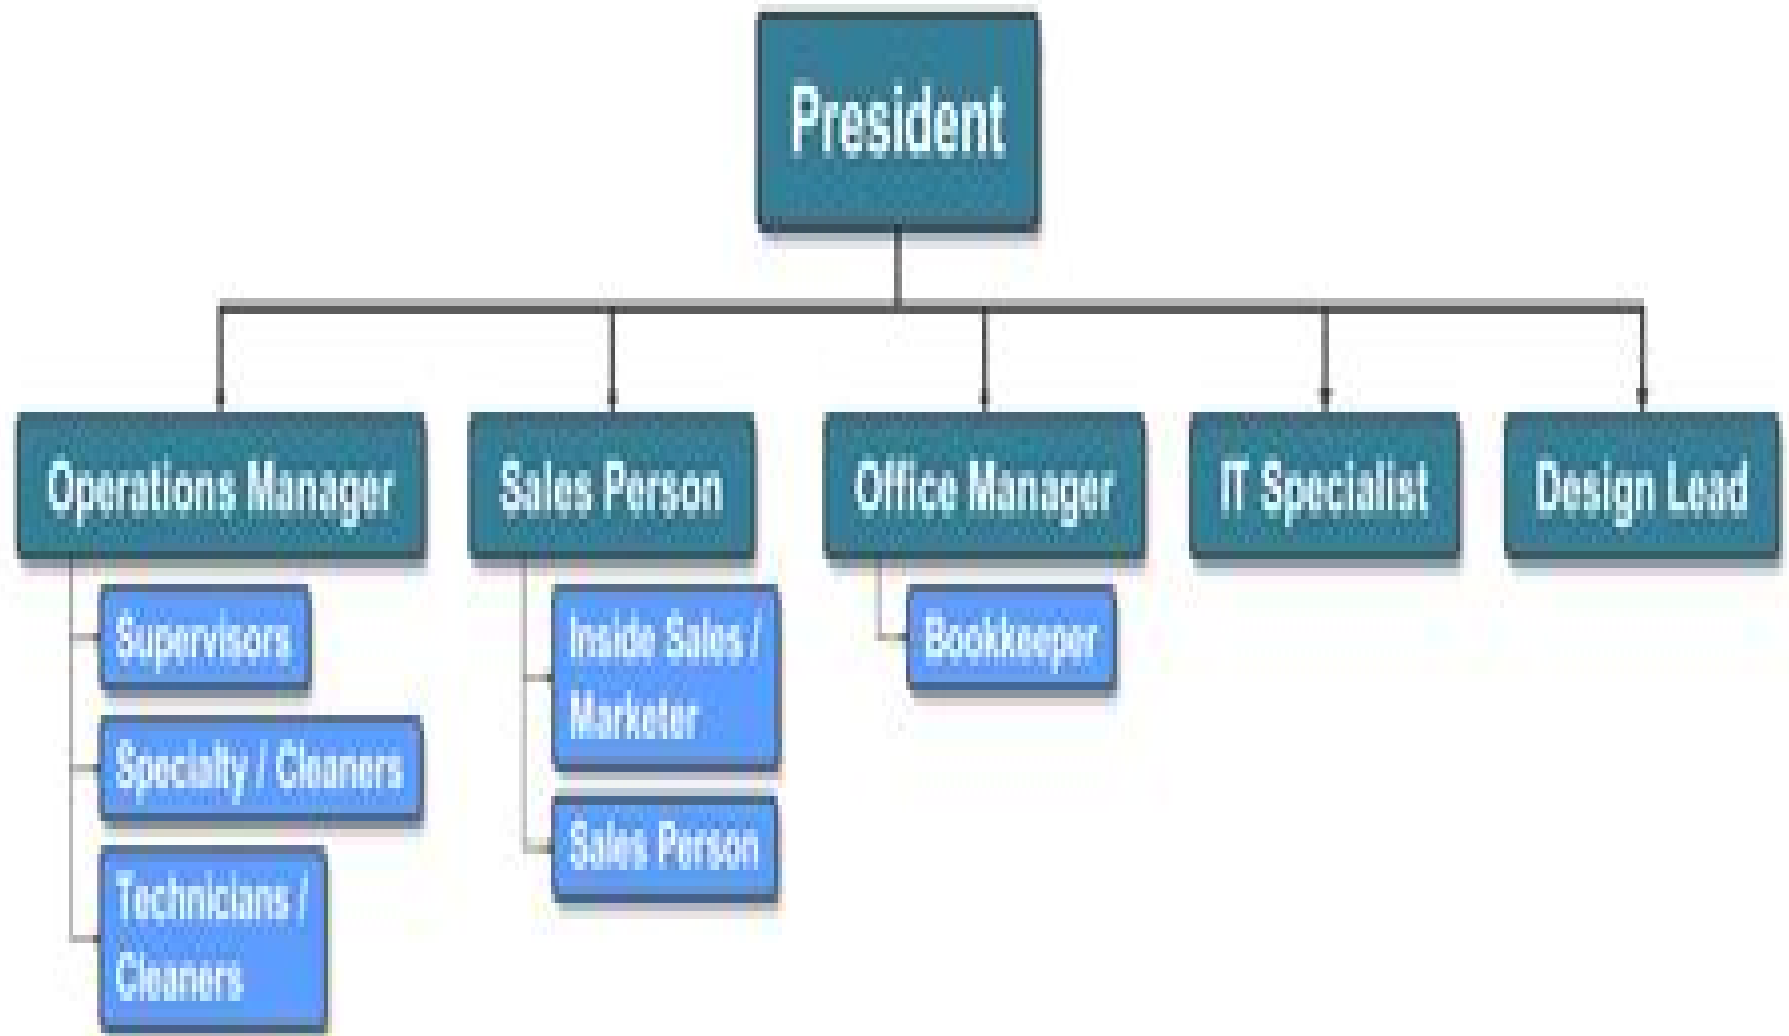 President
Operations Manager
Sales Person
Office Manager
IT Specialist
Design Lead
Supervisors
Specialty / Cleaners
Technicians /
Cleaners
Inside Sales /
Marketer
Sales Person
Bookkeeper